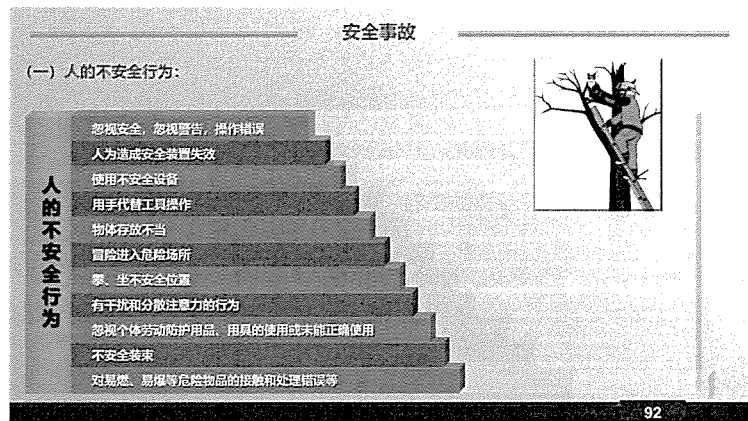 安全事故
（一）人的不安全行为：
人的不安全行为
忽视安全，忽视警告，操作错误
人为造成安全装置失效
使用不安全设备
用手代替工具操作
物体存放不当
冒险进入危险场所
攀、坐不安全位置
有干扰和分散注意力的行为
忽视个体劳动防护用品、用具的使用或未能正确使用
不安全装束
对易燃、易爆等危险物品的接触和处理错误等
92